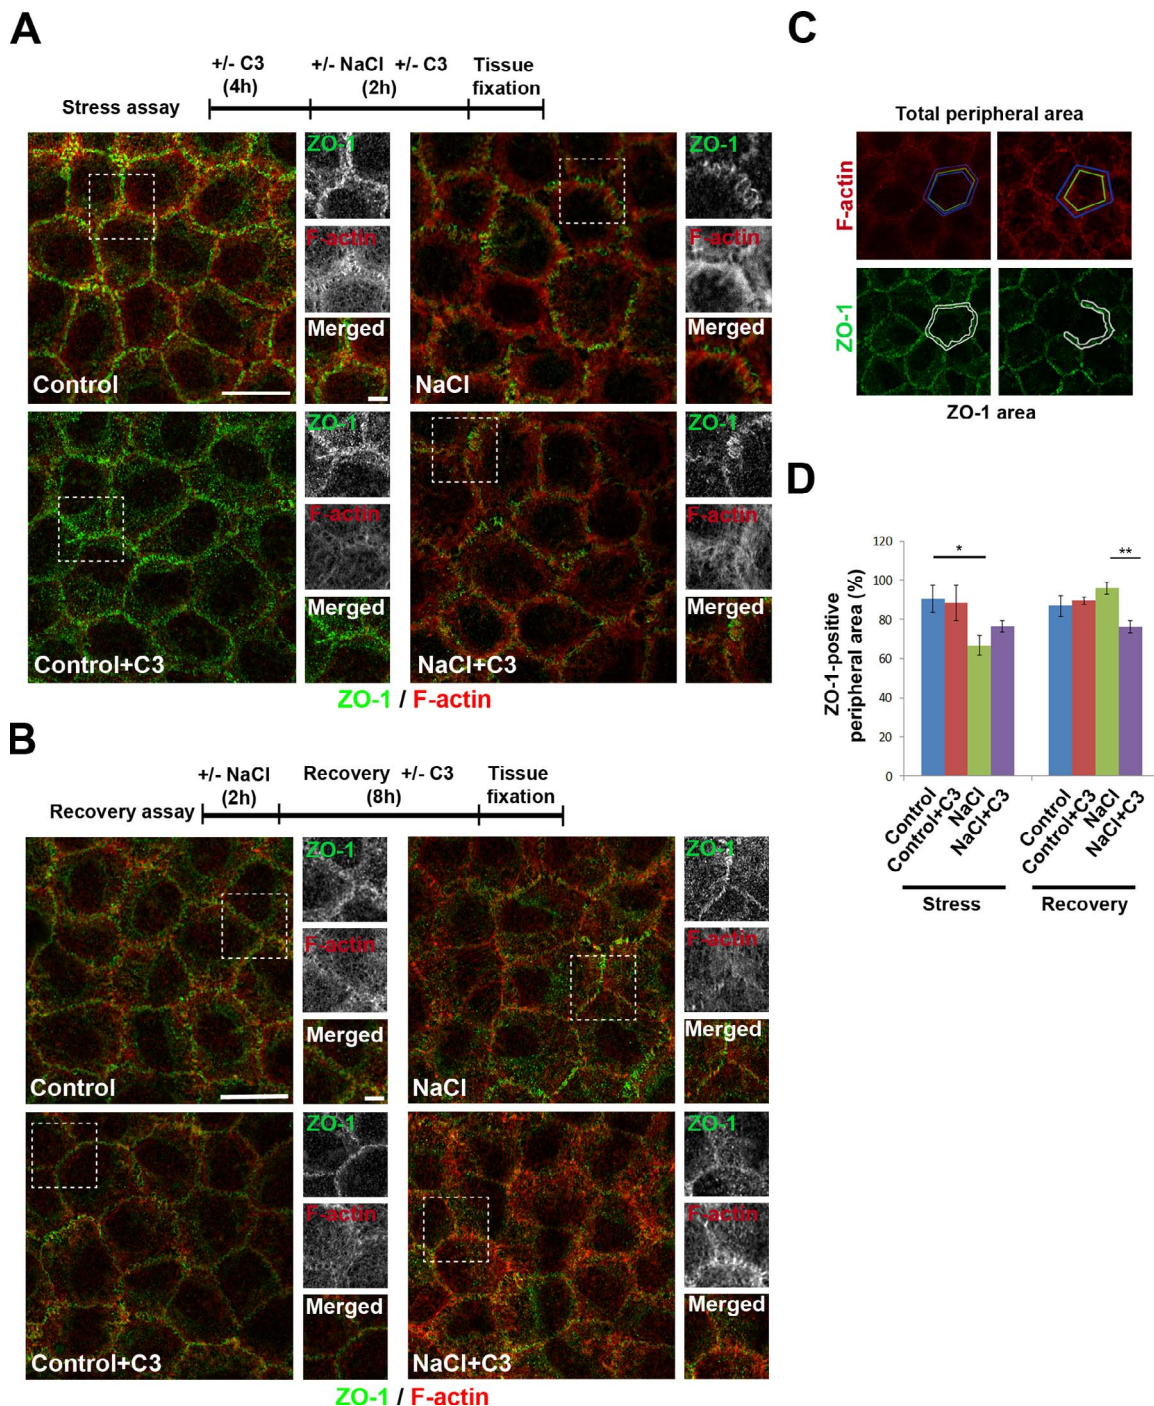 A
+/- C3
(4h)
+/- NaCl +/- C3
(2h)
Tissue
fixation
Stress assay
ZO-1
F-actin
Merged
Control
ZO-1
F-actin
Merged
NaCl
ZO-1
F-actin
Merged
Control+C3
ZO-1
F-actin
Merged
NaCl+C3
ZO-1 / F-actin
B
+/- NaCl
(2h)
Recovery +/- C3
(8h)
Tissue
fixation
Recovery assay
ZO-1
F-actin
Merged
Control
ZO-1
F-actin
Merged
NaCl
ZO-1
F-actin
Merged
Control+C3
ZO-1
F-actin
Merged
NaCl+C3
ZO-1 / F-actin
C
Total peripheral area
F-actin
ZO-1
ZO-1 area
D
ZO-1-positive
peripheral area (%)
120
100
80
60
40
20
0
*
**
Control
Control+C3
NaCl
NaCl+C3
Control
Control+C3
NaCl
NaCl+C3
Stress
Recovery